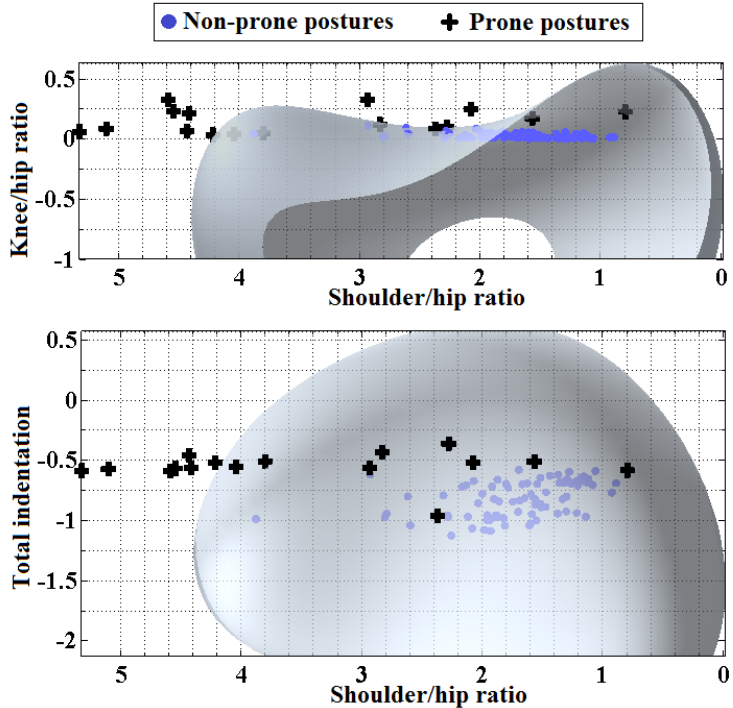 Non-prone postures Prone postures
0.5
0
-0.5
-1
Knee/hip ratio
5 4 3 2 1 0
Shoulder/hip ratio
0.5
0
-0.5
-1
-1.5
-2
Total indentation
5 4 3 2 1 0
Shoulder/hip ratio